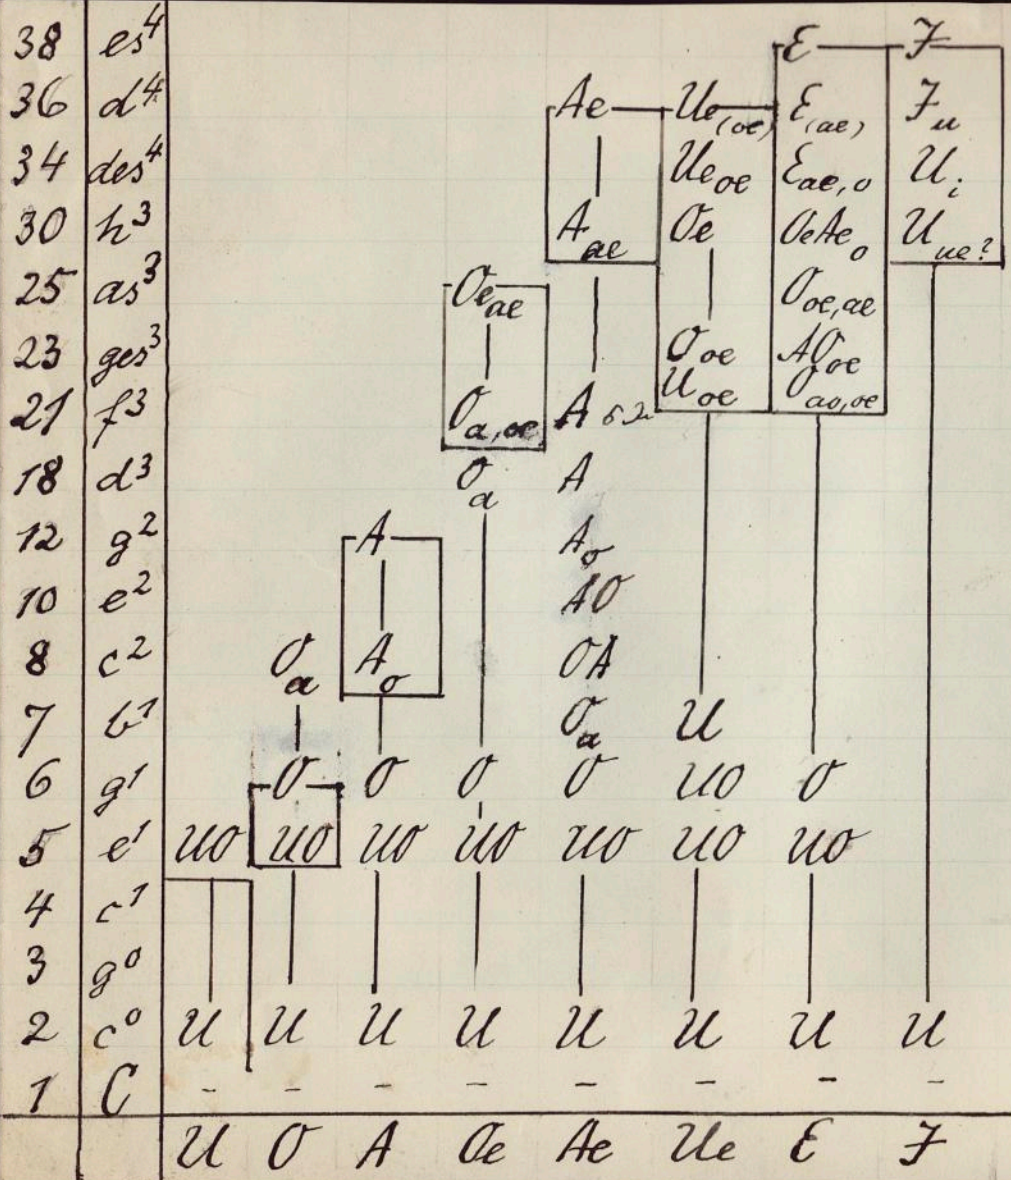 38 es⁴ E F
36 d⁴ Ae Ue(oe) E(ae) Fu
34 des⁴ Ueoe Eae,o Ui
30 h³ Aae Oe OeAeo Uue?
25 as³ Oeae Ooe,ae
23 ges³ Ooe AOoe
21 f³ Oa,oe A Uoe Oao,oe
18 d³ Oa A
12 g² A Ao
10 e² AO
8 c² Oa Ao OA
7 b¹ Oa U
6 g¹ O O O O UO O
5 e¹ UO UO UO UO UO UO UO
4 c¹
3 g⁰
2 c⁰ U U U U U U U U
1 C - - - - - - - -
U O A Oe Ae Ue E F